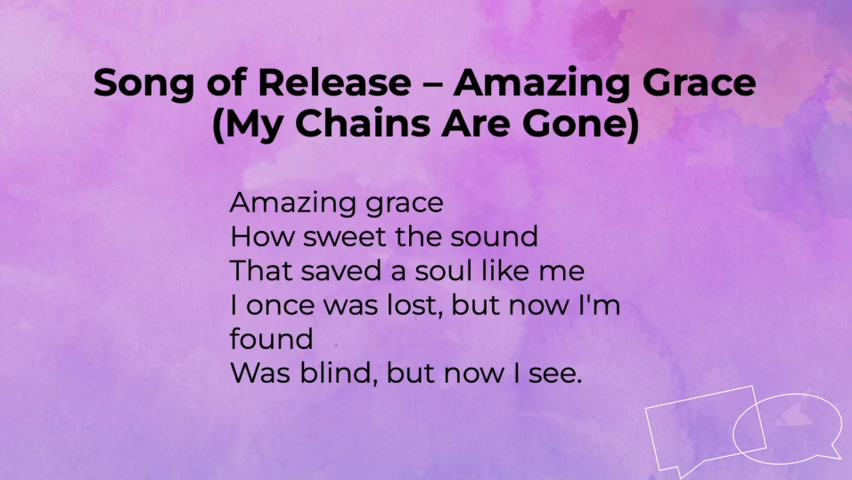 Song of Release – Amazing Grace
(My Chains Are Gone)
Amazing grace
How sweet the sound
That saved a soul like me
I once was lost, but now I'm
found
Was blind, but now I see.